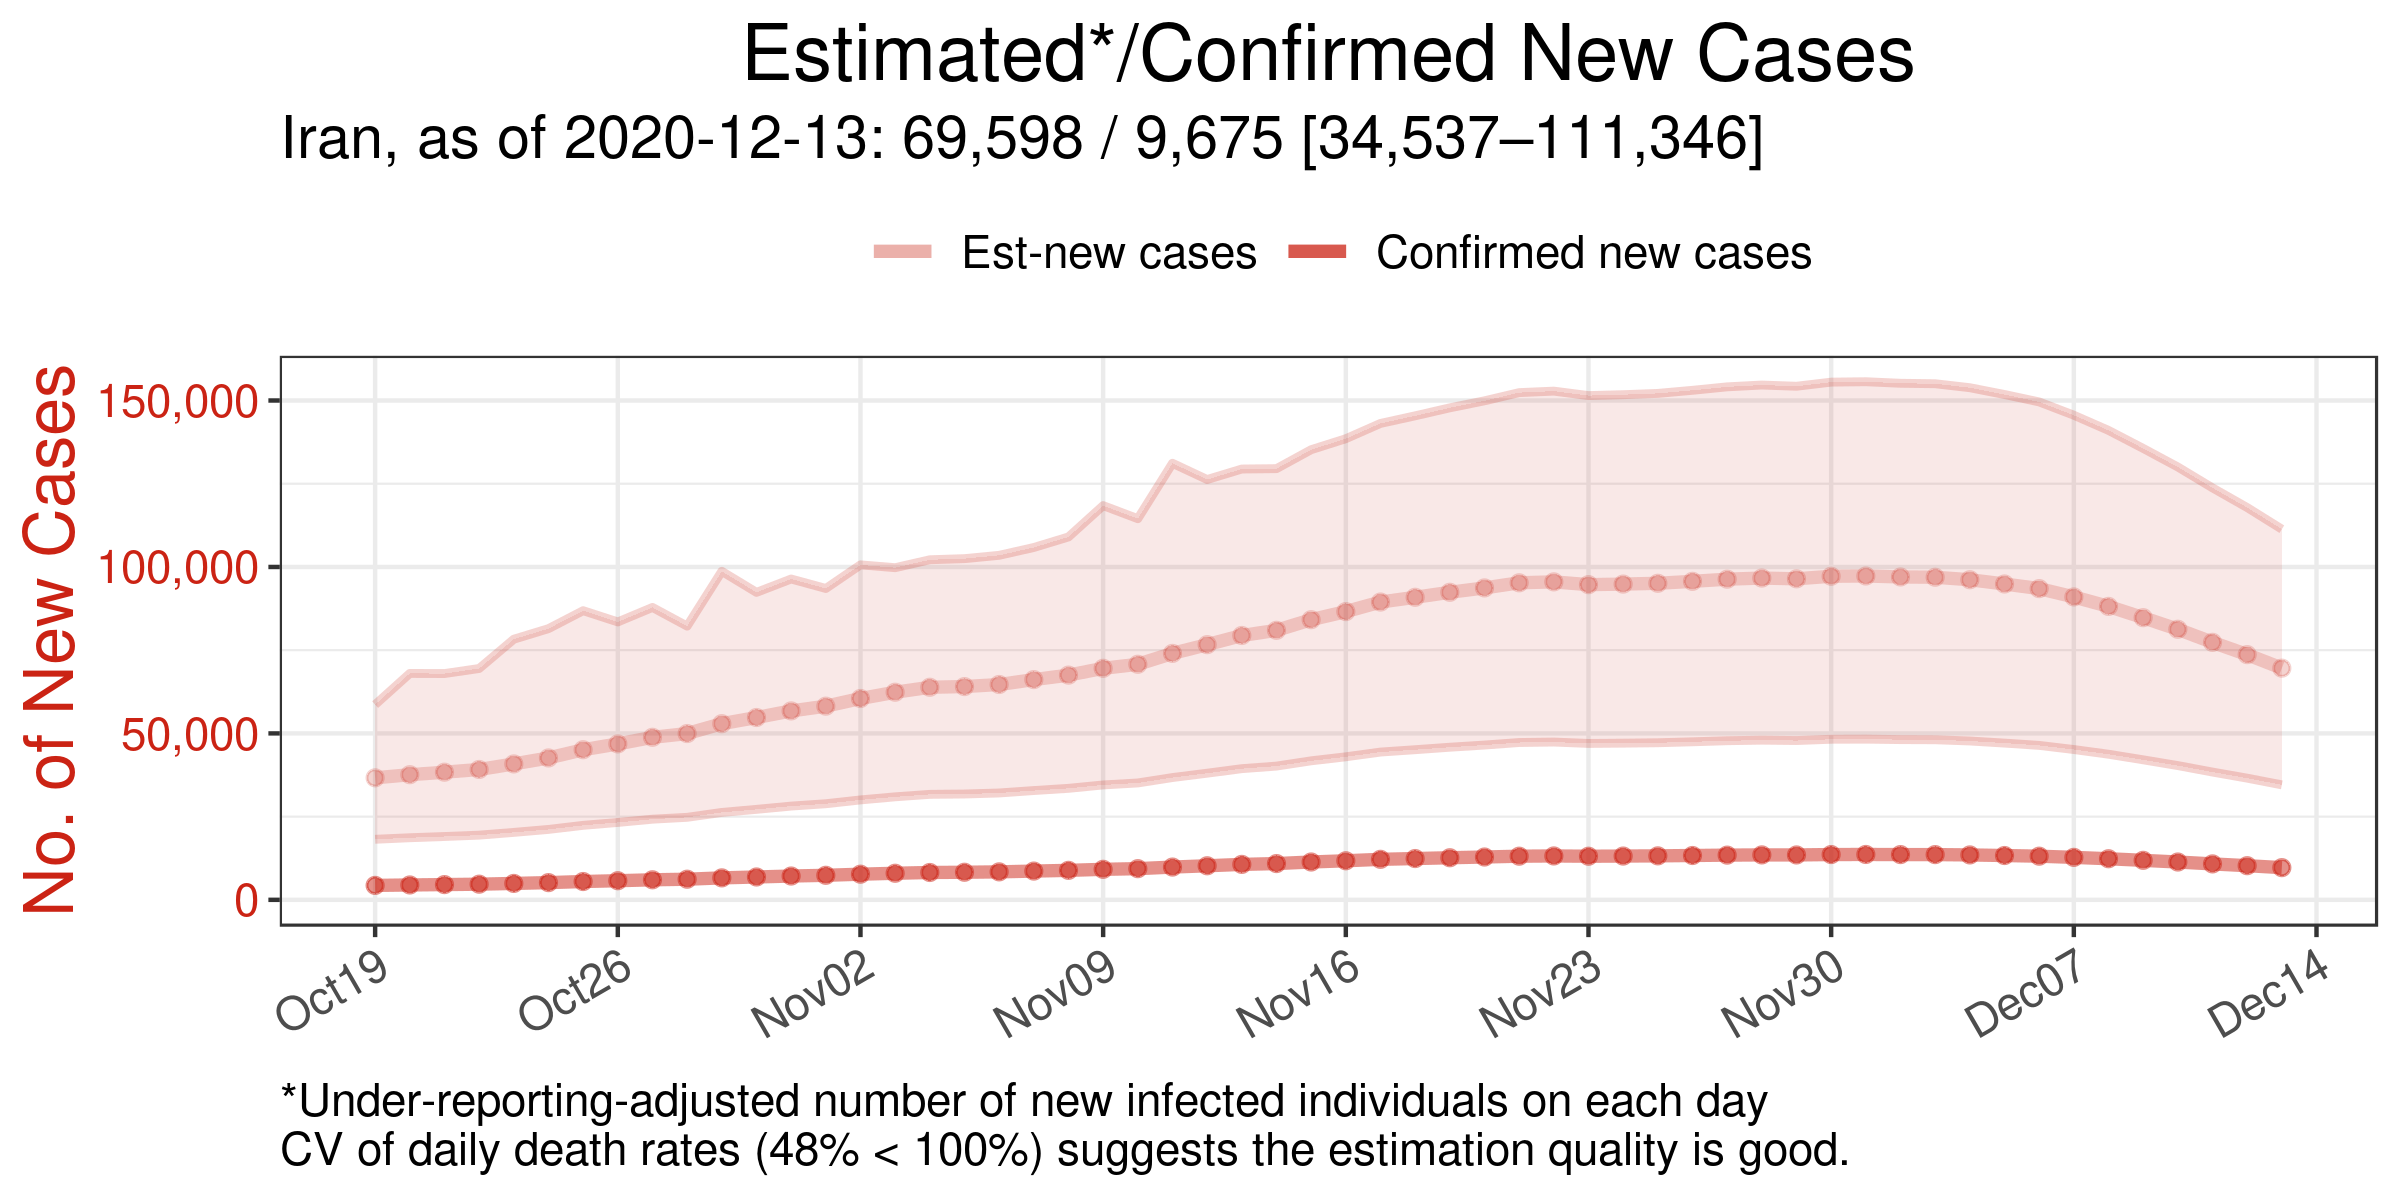 Estimated*/Confirmed New Cases
Iran, as of 2020-12-13: 69,598 / 9,675 [34,537–111,346]
Est-new cases
Confirmed new cases
No. of New Cases
150,000
100,000
50,000
0
Oct19
Oct26
Nov02
Nov09
Nov16
Nov23
Nov30
Dec07
Dec14
*Under-reporting-adjusted number of new infected individuals on each day
CV of daily death rates (48% < 100%) suggests the estimation quality is good.